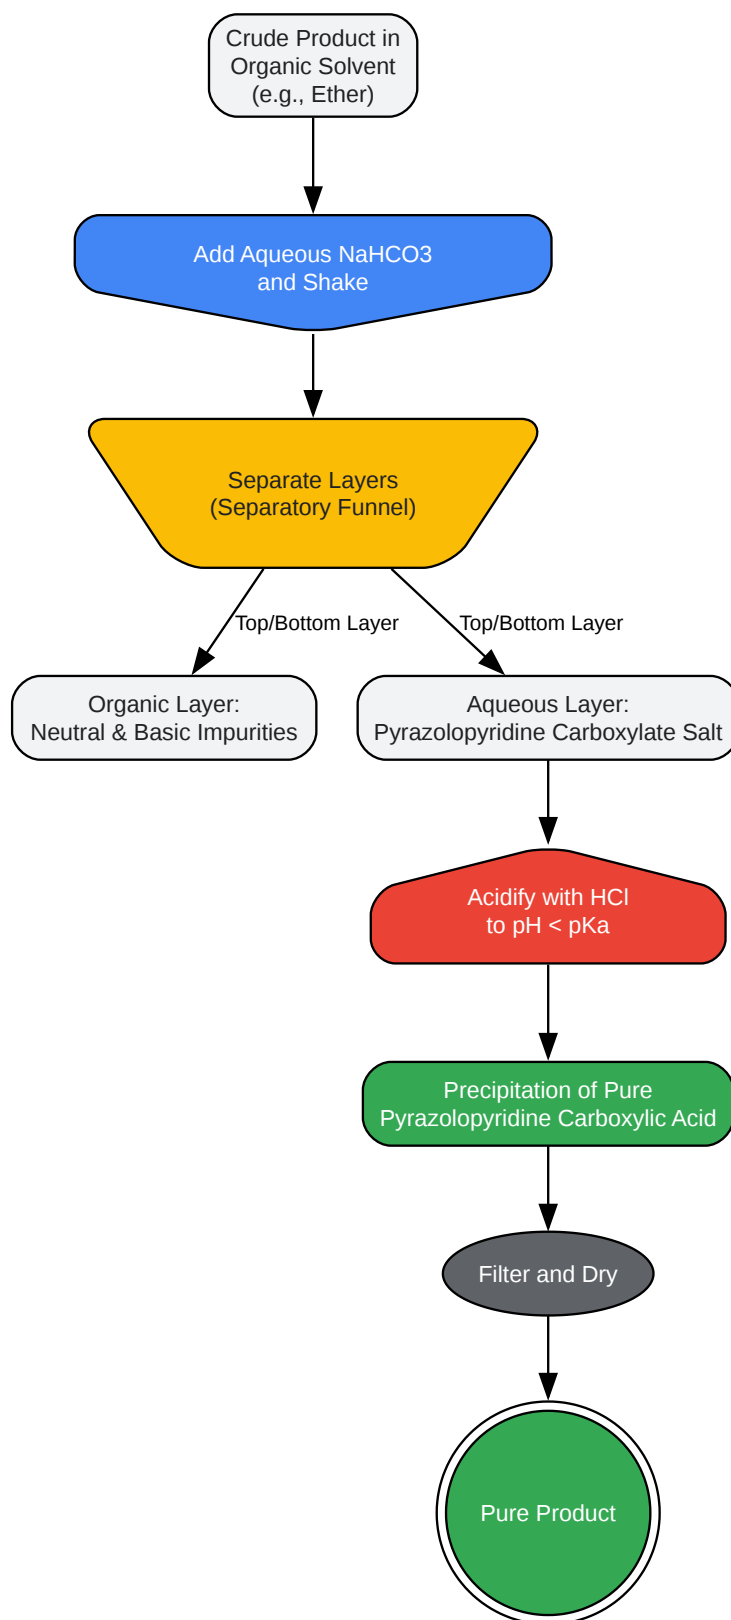 Crude Product in
Organic Solvent
(e.g., Ether)
Add Aqueous NaHCO3
and Shake
Separate Layers
(Separatory Funnel)
Top/Bottom Layer
Top/Bottom Layer
Organic Layer:
Neutral & Basic Impurities
Aqueous Layer:
Pyrazolopyridine Carboxylate Salt
Acidify with HCl
to pH < pKa
Precipitation of Pure
Pyrazolopyridine Carboxylic Acid
Filter and Dry
Pure Product